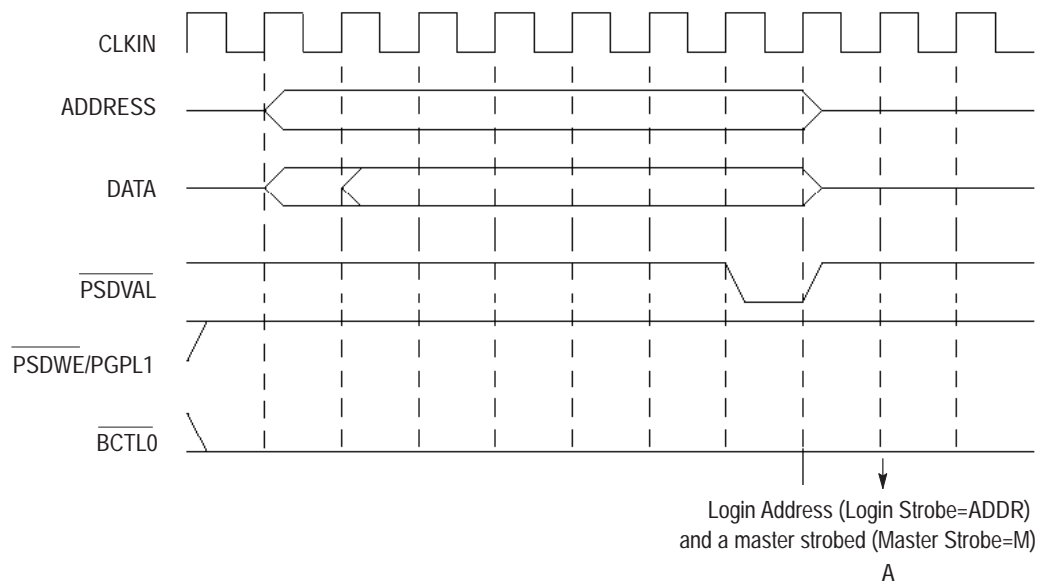 CLKIN
ADDRESS
DATA
PSDVAL
PSDWE/PGPL1
BCTL0
Login Address (Login Strobe=ADDR)
and a master strobed (Master Strobe=M)
A